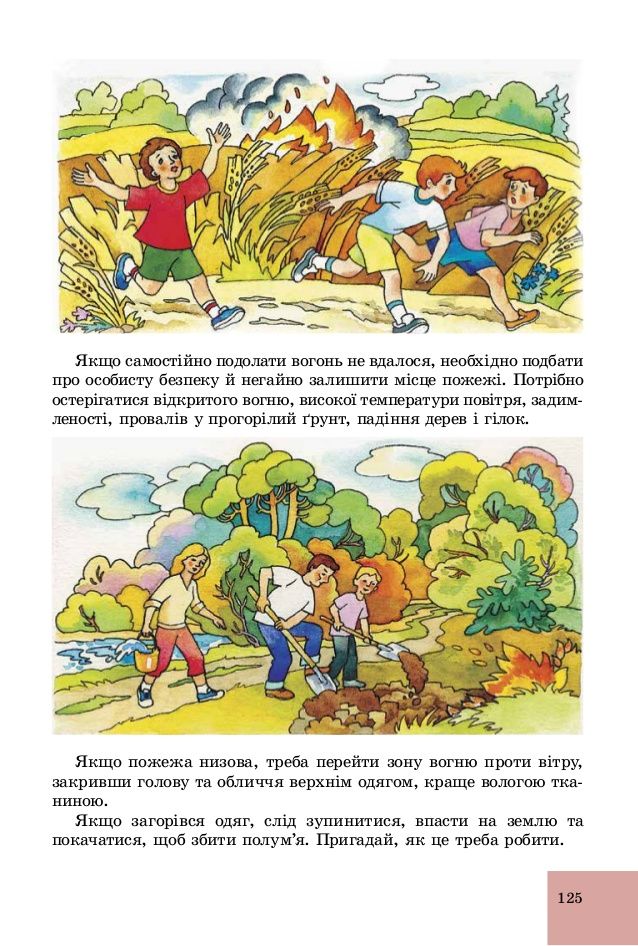 Якщо самостійно подолати вогонь не вдалося, необхідно подбати
про особисту безпеку й негайно залишити місце пожежі. Потрібно
остерігатися відкритого вогню, високої температури повітря, задим-
леності, провалів у прогорілий ґрунт, падіння дерев і гілок.
Якщо пожежа низова, треба перейти зону вогню проти вітру,
закривши голову та обличчя верхнім одягом, краще вологою тка-
ниною.
Якщо загорівся одяг, слід зупинитися, впасти на землю та
покачатися, щоб збити полум’я. Пригадай, як це треба робити.
125